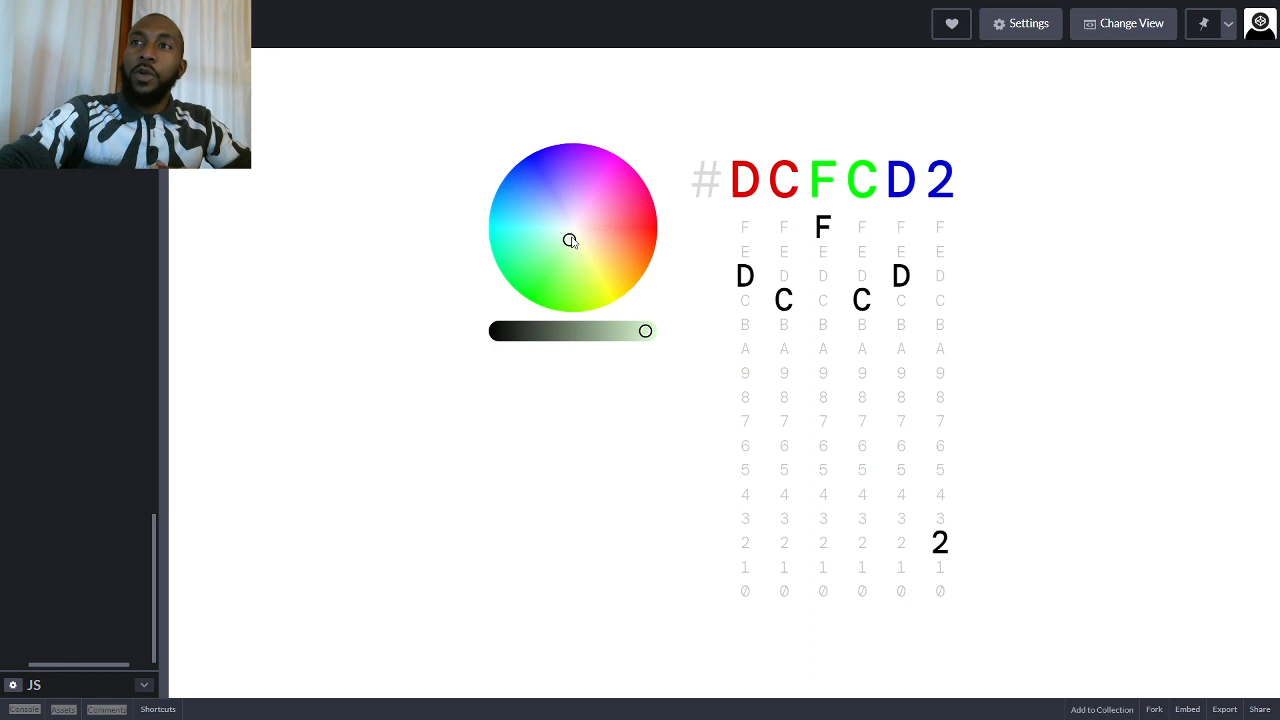 Settings
Change View
#DCFCD2
F F F F F F
E E E E E E
D D D D D D
C C C C C C
B B B B B B
A A A A A A
9 9 9 9 9 9
8 8 8 8 8 8
7 7 7 7 7 7
6 6 6 6 6 6
5 5 5 5 5 5
4 4 4 4 4 4
3 3 3 3 3 3
2 2 2 2 2 2
1 1 1 1 1 1
0 0 0 0 0 0
JS
Console Assets Comments Shortcuts
Add to Collection Fork Embed Export Share